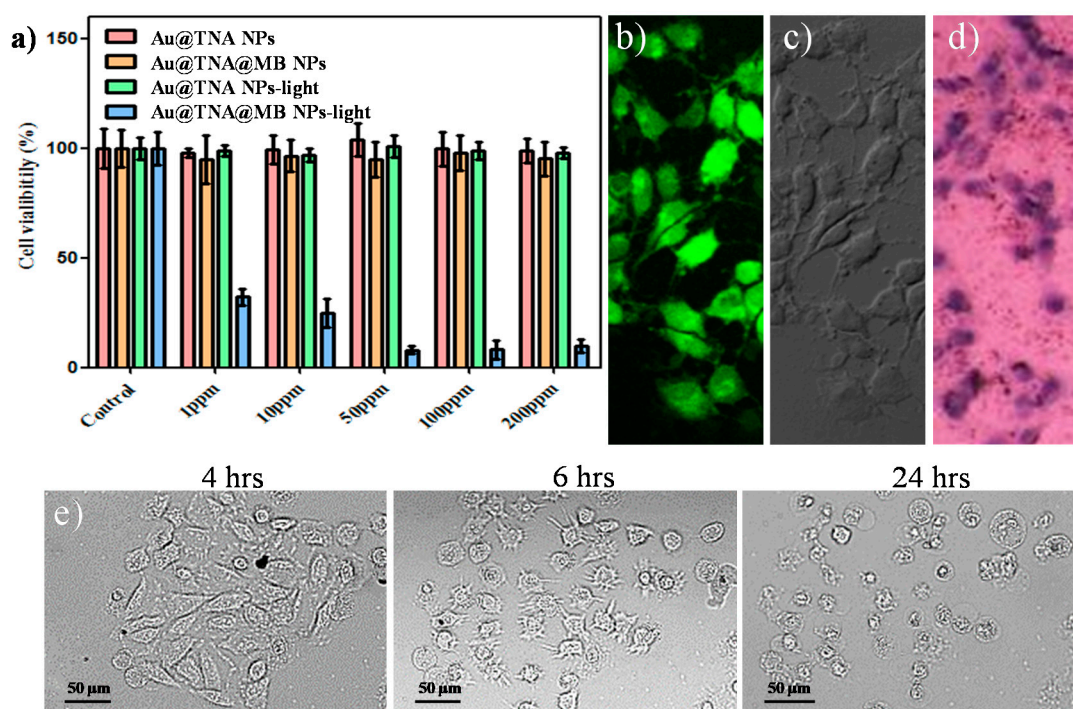 a)
150
100
50
0
Cell vialibitily (%)
Au@TNA NPs
Au@TNA@MB NPs
Au@TNA NPs-light
Au@TNA@MB NPs-light
Control
1ppm
10ppm
50ppm
100ppm
200ppm
b)
c)
d)
4 hrs
6 hrs
24 hrs
e)
50 µm
50 µm
50 µm